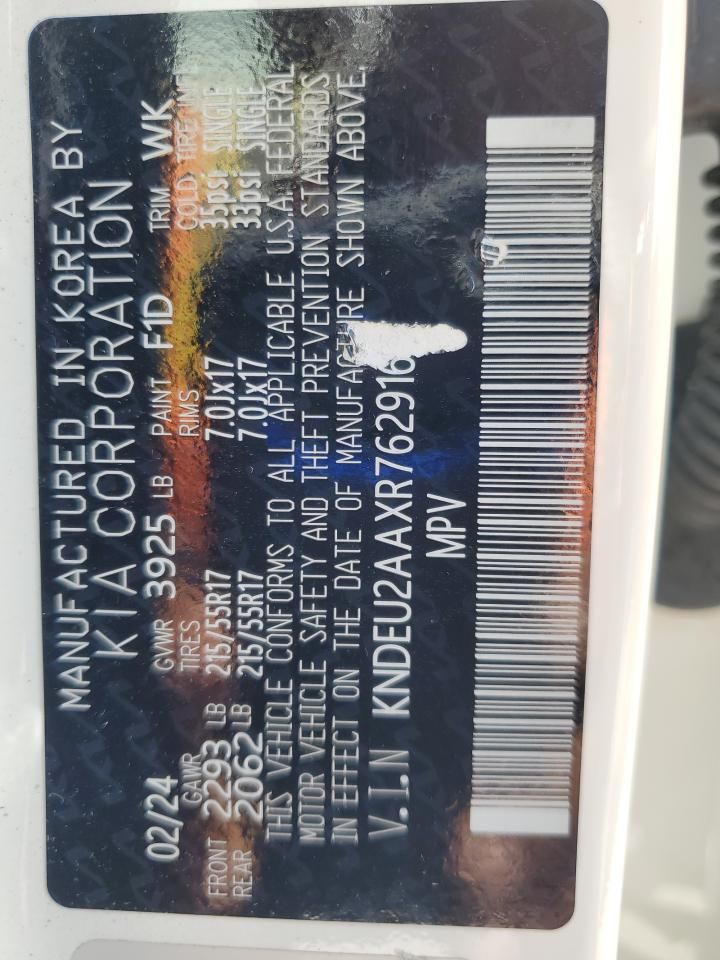 MANUFACTURED IN KOREA BY
KIA CORPORATION
02/24 GVWR 3925 LB PAINT F1D TRIM WK
GAWR TIRES RIMS COLD TIRE
FRONT 2293 LB 215/55R17 7.0Jx17 35psi SINGLE
REAR 2062 LB 215/55R17 7.0Jx17 33psi SINGLE
THIS VEHICLE CONFORMS TO ALL APPLICABLE U.S.A. FEDERAL
MOTOR VEHICLE SAFETY AND THEFT PREVENTION STANDARDS
IN EFFECT ON THE DATE OF MANUFACTURE SHOWN ABOVE.
V.I.N KNDEU2AAXR762916
MPV